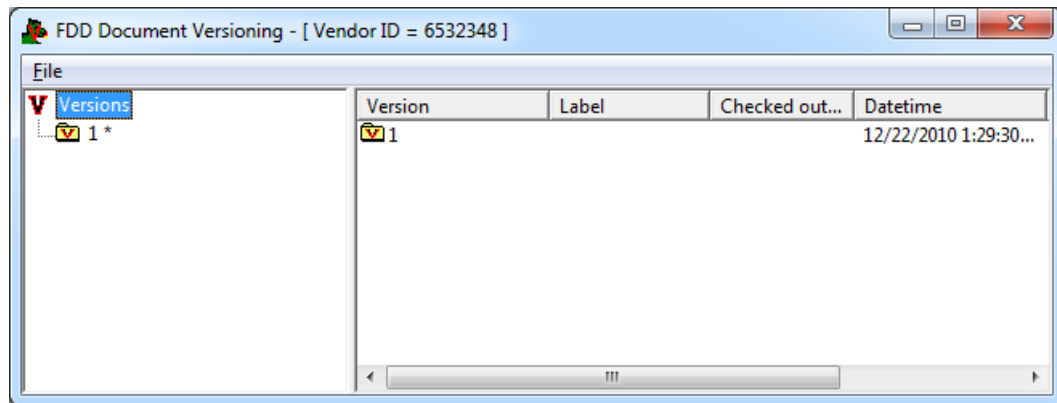 FDD Document Versioning - [ Vendor ID = 6532348 ]
File
Versions
1 *
Version Label Checked out... Datetime
1 12/22/2010 1:29:30...